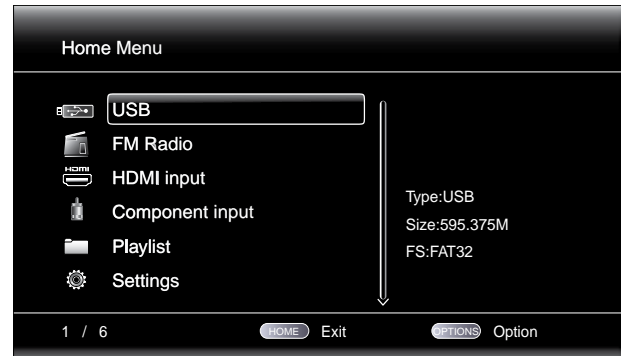 Home Menu
USB
FM Radio
HDMI
HDMI input
Component input
Playlist
Settings
Type:USB
Size:595.375M
FS:FAT32
1 / 6
HOME Exit
OPTIONS Option